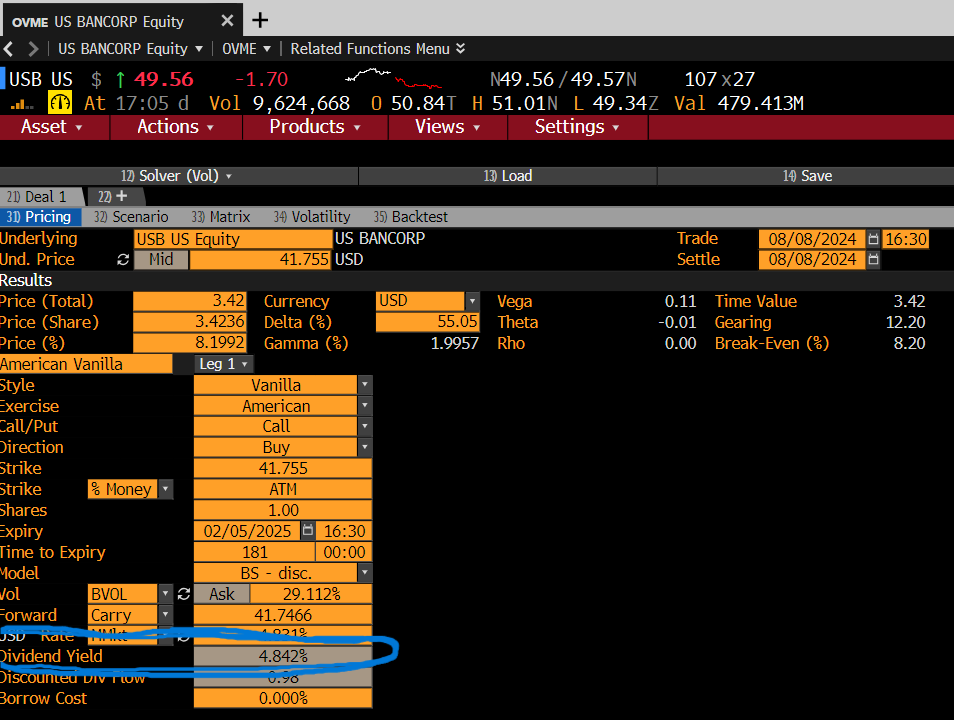 OVME US BANCORP Equity × +
US BANCORP Equity OVME Related Functions Menu
USB US $ ↑ 49.56 -1.70 N49.56/49.57N 107x27
At 17:05 d Vol 9,624,668 O 50.84T H 51.01N L 49.34Z Val 479.413M
Asset Actions Products Views Settings
12) Solver (Vol) 13) Load 14) Save
21) Deal 1 22) +
31) Pricing 32) Scenario 33) Matrix 34) Volatility 35) Backtest
Underlying USB US Equity US BANCORP Trade 08/08/2024 16:30
Und. Price Mid 41.755 USD Settle 08/08/2024
Results
Price (Total) 3.42 Currency USD Vega 0.11 Time Value 3.42
Price (Share) 3.4236 Delta (%) 55.05 Theta -0.01 Gearing 12.20
Price (%) 8.1992 Gamma (%) 1.9957 Rho 0.00 Break-Even (%) 8.20
American Vanilla Leg 1
Style Vanilla
Exercise American
Call/Put Call
Direction Buy
Strike 41.755
Strike % Money ATM
Shares 1.00
Expiry 02/05/2025 16:30
Time to Expiry 181 00:00
Model BS - disc.
Vol BVOL Ask 29.112%
Forward Carry 41.7466
USD Rate MMkt
Dividend Yield 4.842%
Discounted Div Flow 0.98
Borrow Cost 0.000%